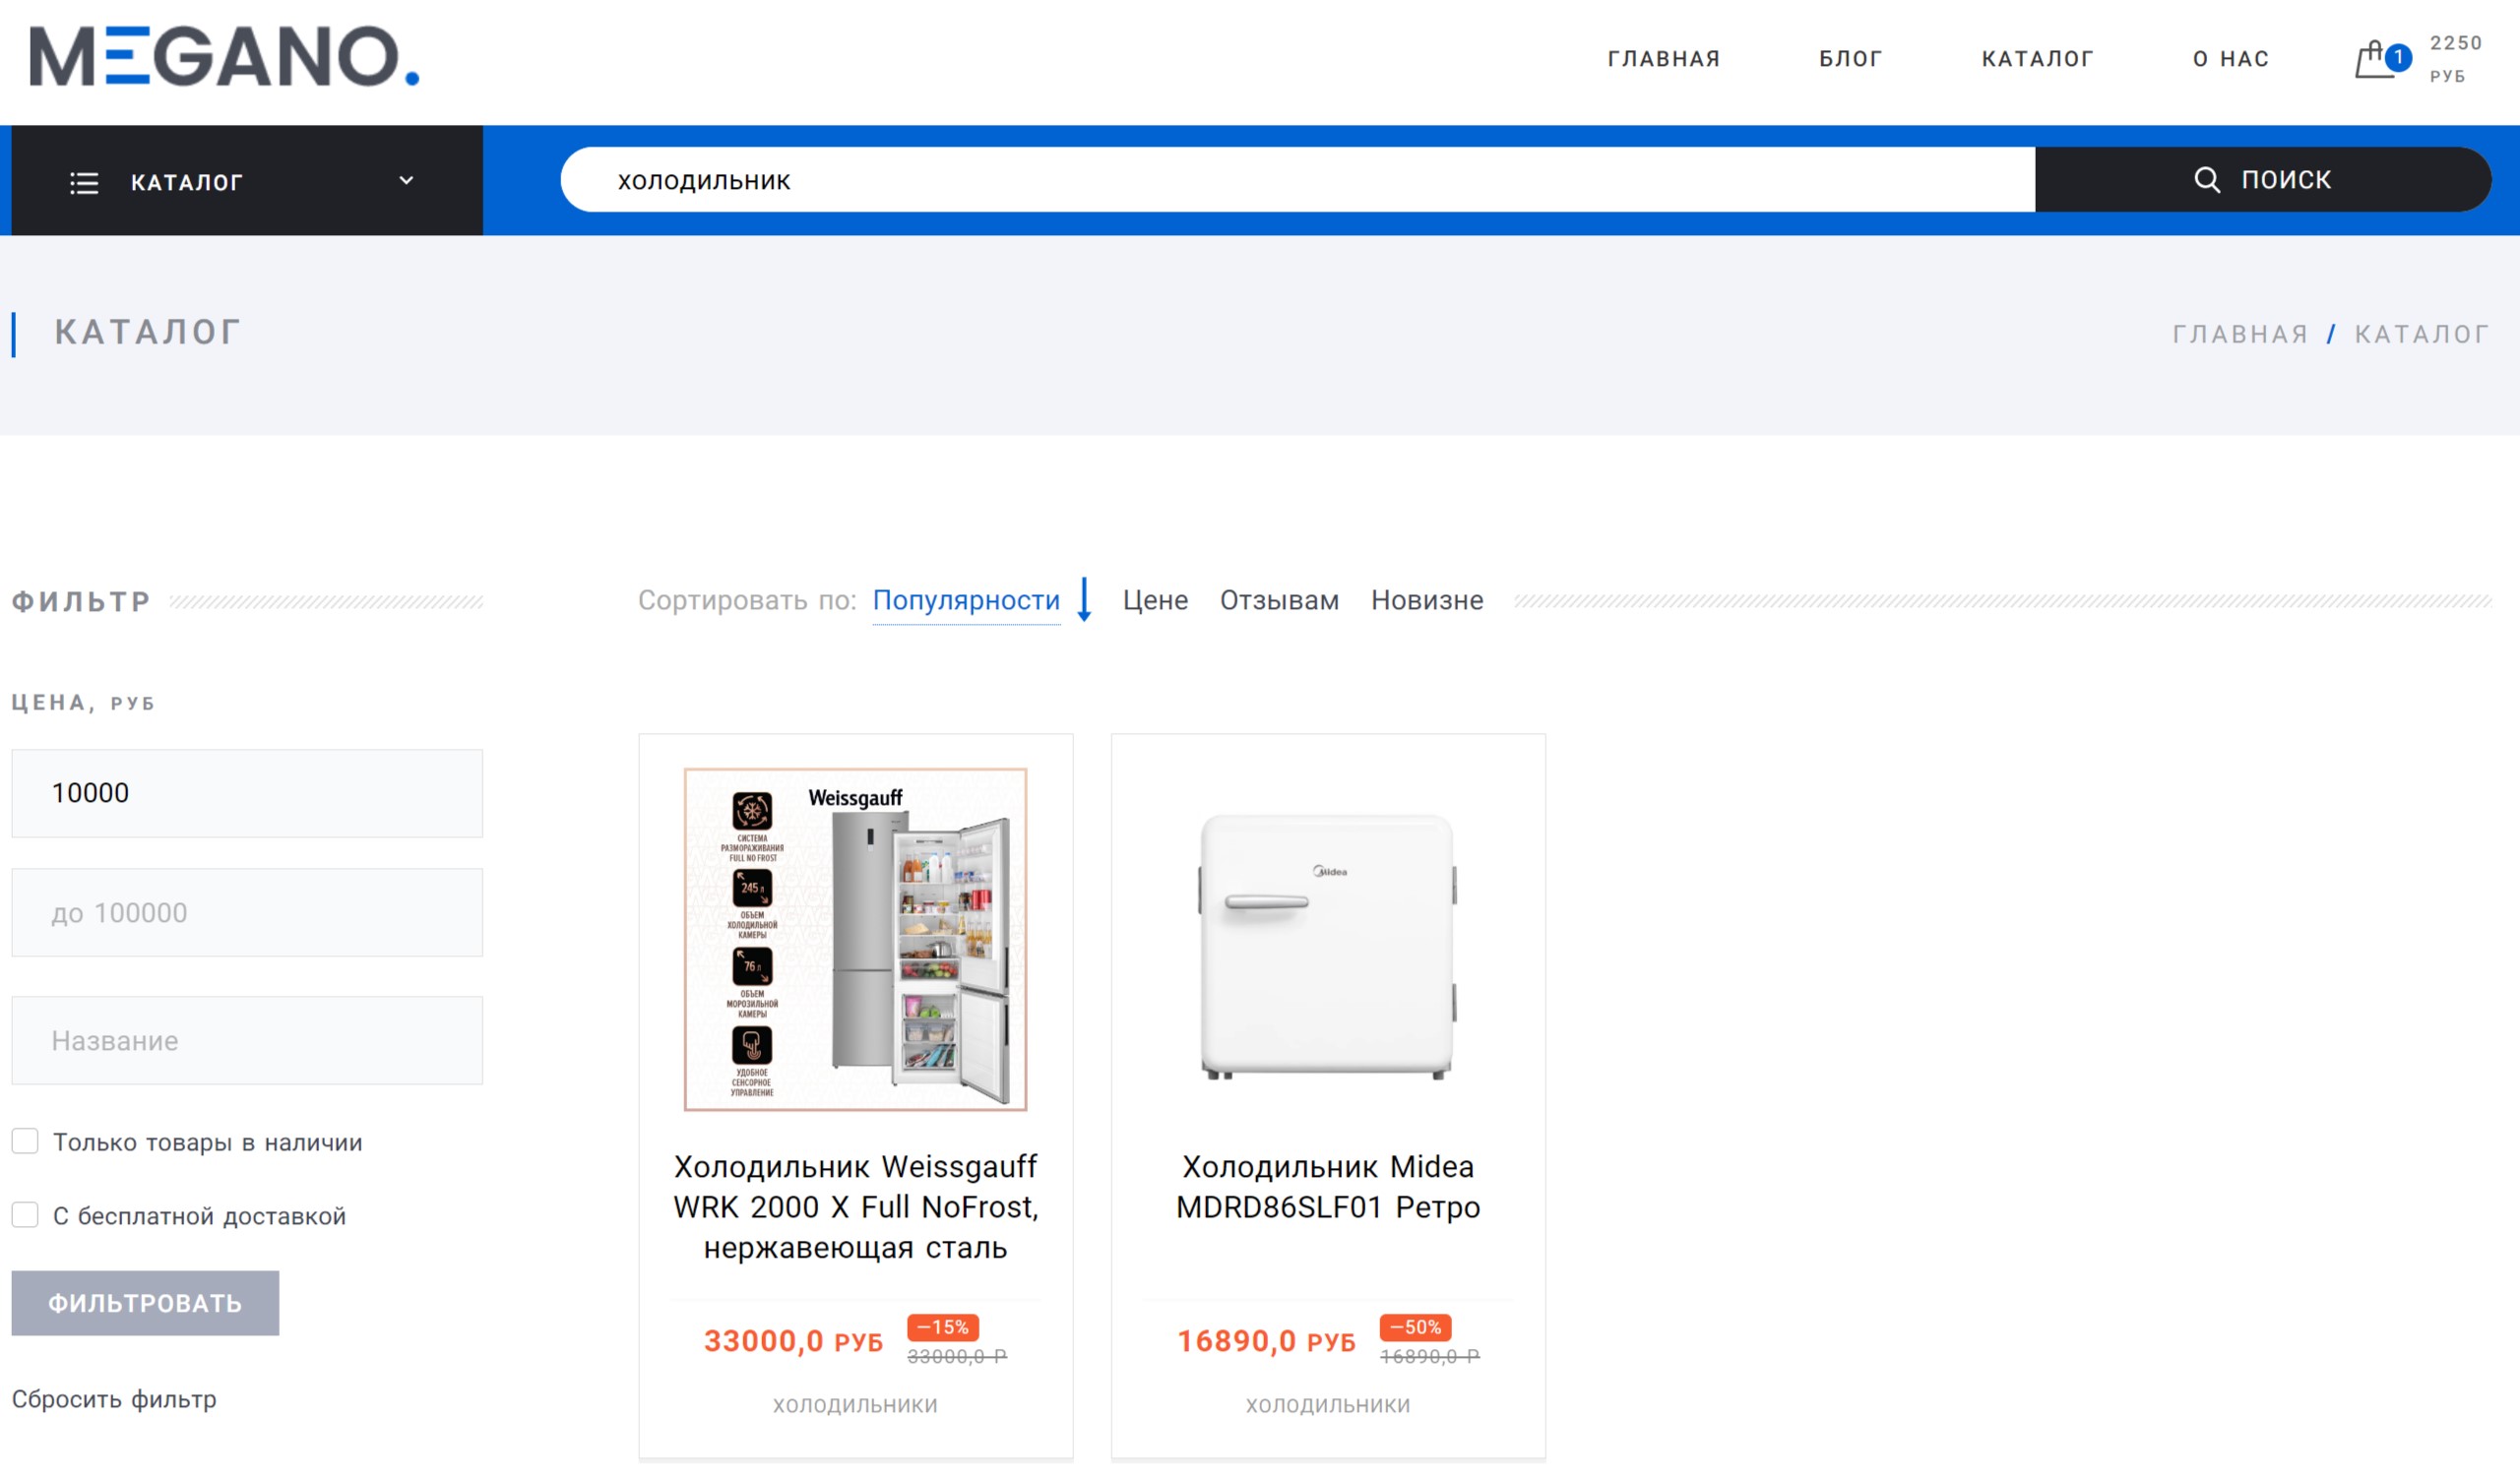 MEGANO.
ГЛАВНАЯ
БЛОГ
КАТАЛОГ
О НАС
1
2250
РУБ
КАТАЛОГ
холодильник
ПОИСК
КАТАЛОГ
ГЛАВНАЯ / КАТАЛОГ
ФИЛЬТР
ЦЕНА, РУБ
10000
до 100000
Название
Только товары в наличии
С бесплатной доставкой
ФИЛЬТРОВАТЬ
Сбросить фильтр
Сортировать по: Популярности Цене Отзывам Новизне
Weissgauff
СИСТЕМА
РАЗМОРАЖИВАНИЯ
FULL NO FROST
245 л
ОБЪЕМ
ХОЛОДИЛЬНОЙ
КАМЕРЫ
76 л
ОБЪЕМ
МОРОЗИЛЬНОЙ
КАМЕРЫ
УДОБНОЕ
СЕНСОРНОЕ
УПРАВЛЕНИЕ
Холодильник Weissgauff
WRK 2000 X Full NoFrost,
нержавеющая сталь
33000,0 РУБ
–15%
33000,0 Р
ХОЛОДИЛЬНИКИ
Midea
Холодильник Midea
MDRD86SLF01 Ретро
16890,0 РУБ
–50%
16890,0 Р
ХОЛОДИЛЬНИКИ